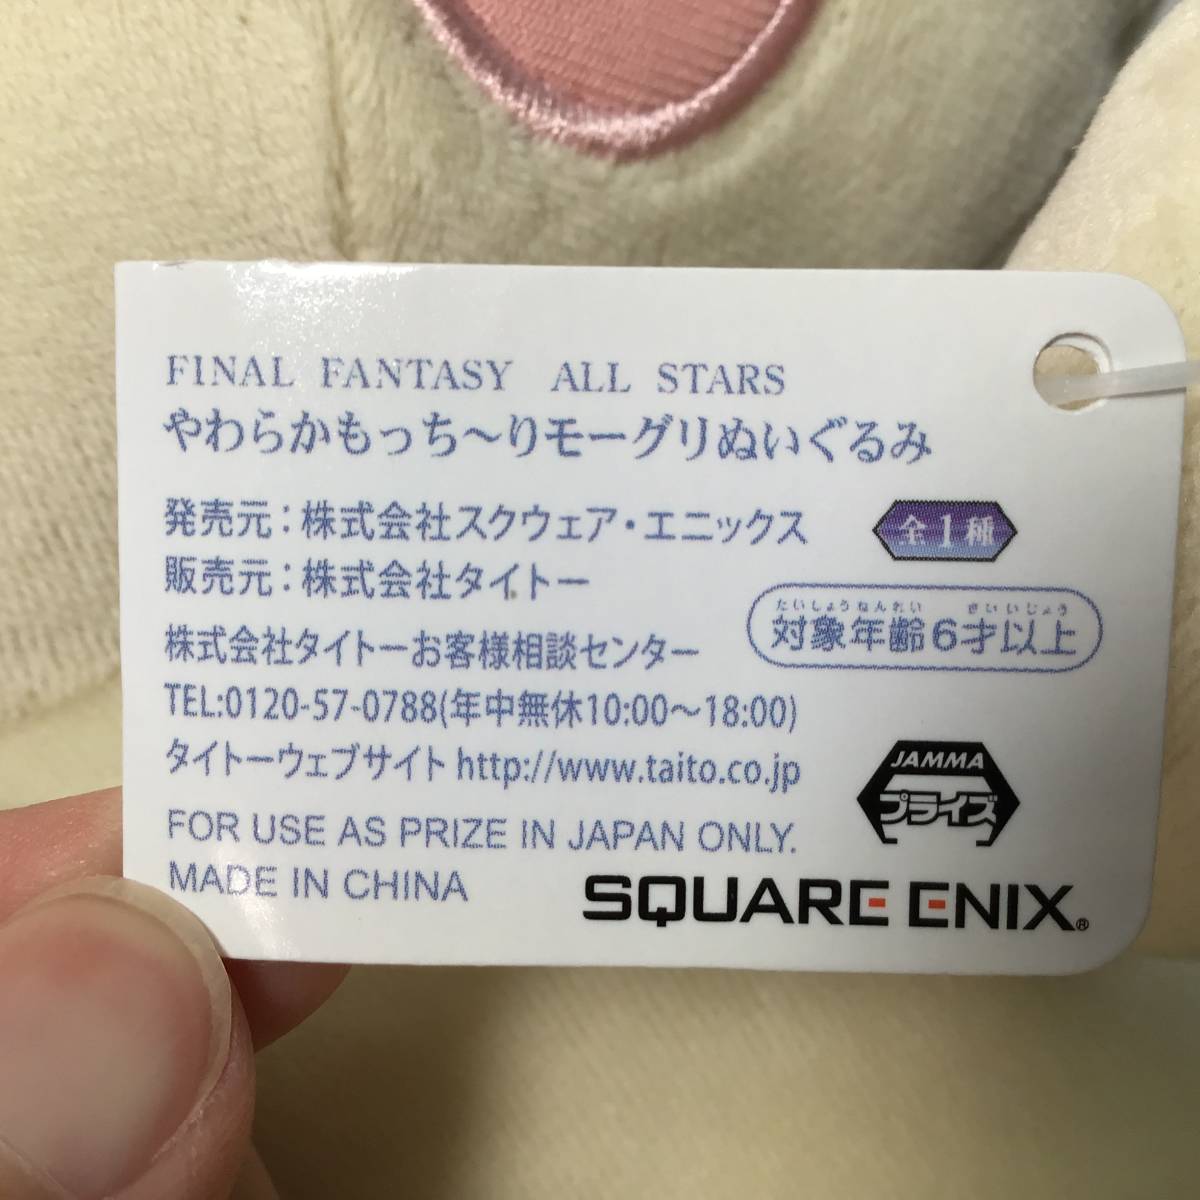 FINAL FANTASY ALL STARS
やわらかもっち～りモーグリぬいぐるみ
発売元：株式会社スクウェア・エニックス
全1種
販売元：株式会社タイトー
たいしょうねんれい さいいじょう
対象年齢6才以上
株式会社タイトーお客様相談センター
TEL:0120-57-0788(年中無休10:00～18:00)
タイトーウェブサイト http://www.taito.co.jp
JAMMA
プライズ
FOR USE AS PRIZE IN JAPAN ONLY.
MADE IN CHINA
SQUARE ENIX®